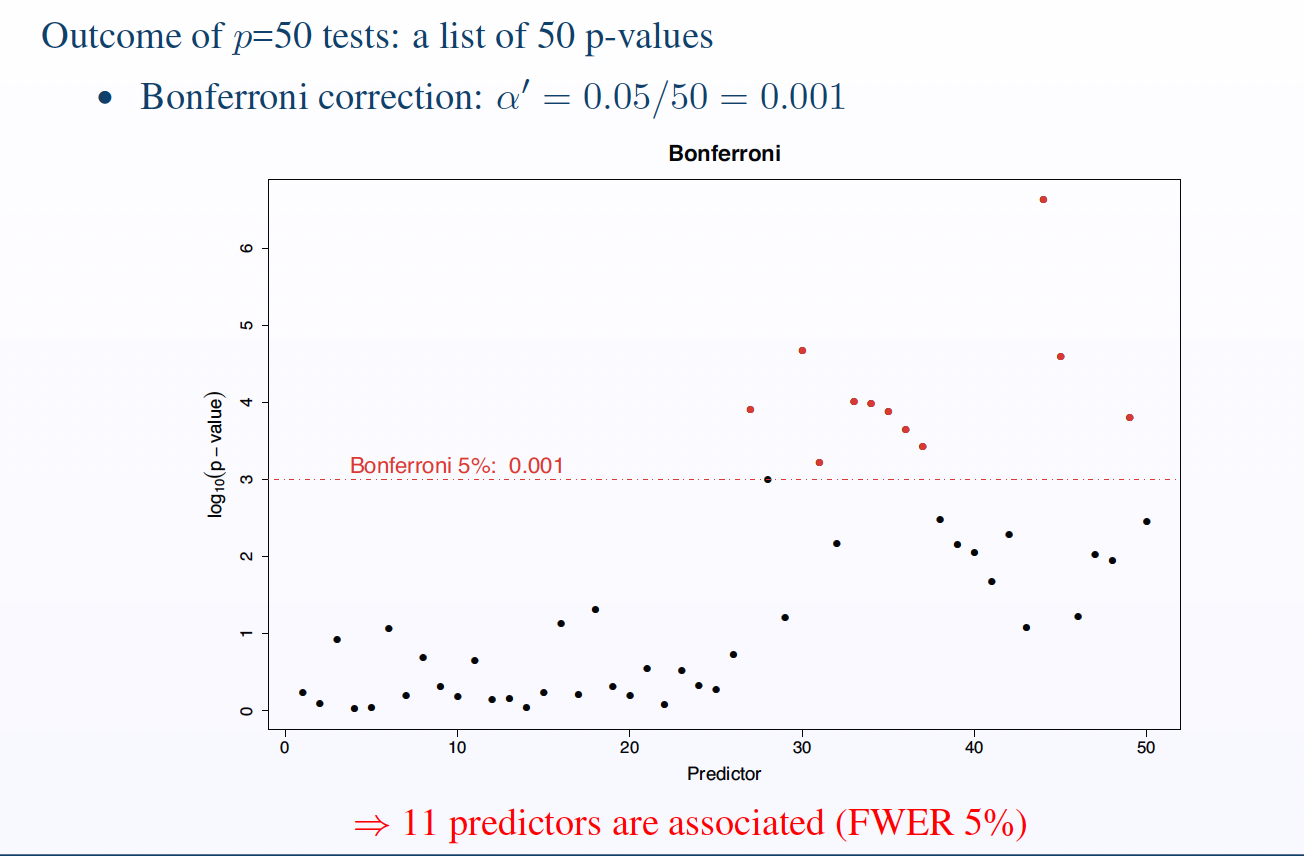 Outcome of p=50 tests: a list of 50 p-values
• Bonferroni correction: α′ = 0.05/50 = 0.001
Bonferroni
6
5
4
3
2
1
0
log10(p − value)
Bonferroni 5%: 0.001
0 10 20 30 40 50
Predictor
⇒ 11 predictors are associated (FWER 5%)